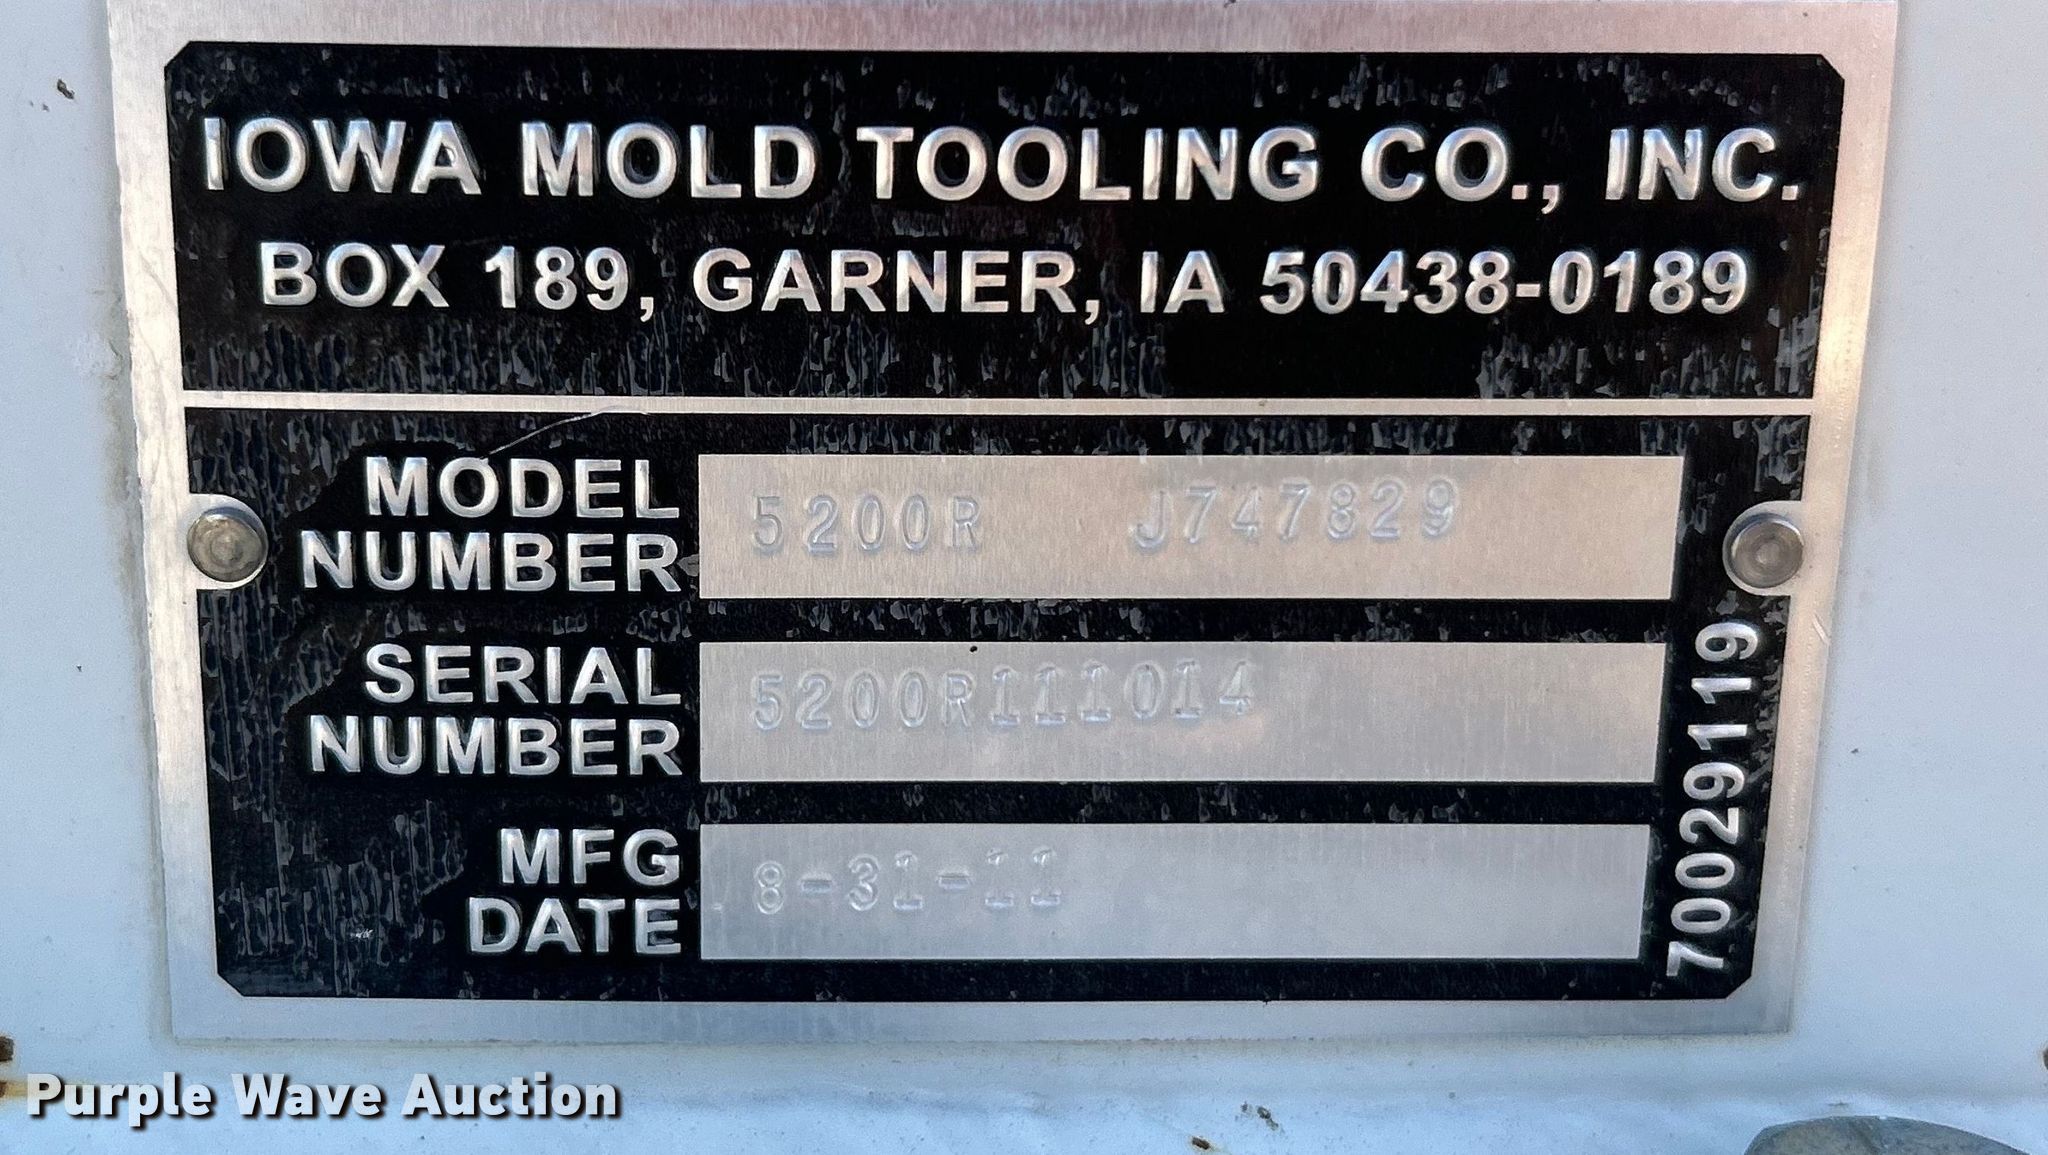 IOWA MOLD TOOLING CO., INC.
BOX 189, GARNER, IA 50438-0189
MODEL NUMBER 5200R J747829
SERIAL NUMBER 5200R111014
MFG DATE 8-31-11
70029119
Purple Wave Auction